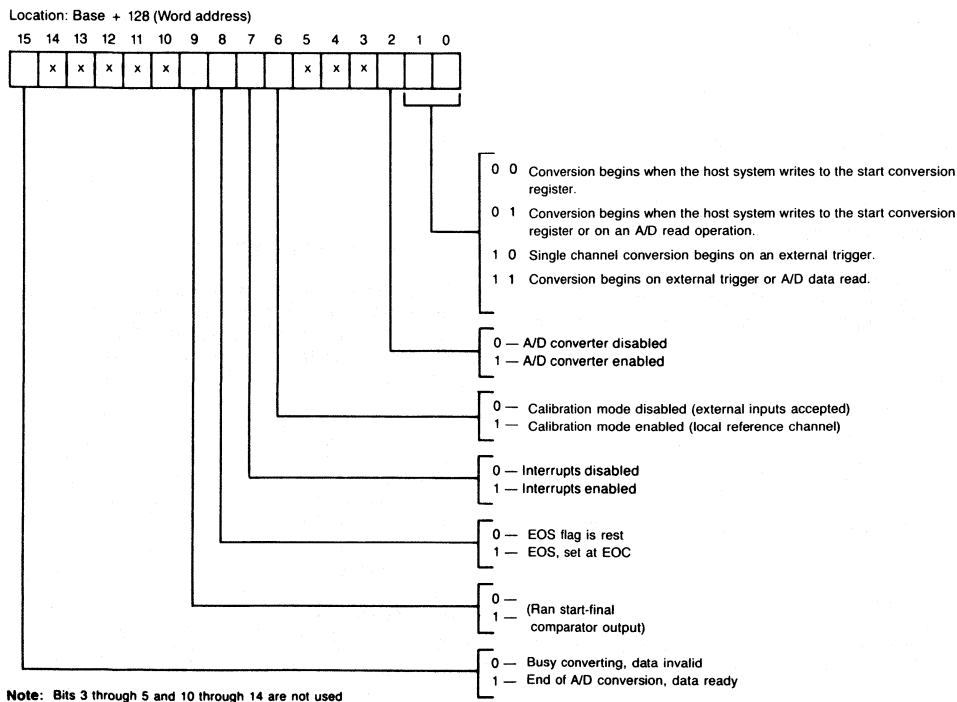 Location: Base + 128 (Word address)
15 14 13 12 11 10 9 8 7 6 5 4 3 2 1 0
x x x x x x x x
0 0 Conversion begins when the host system writes to the start conversion
register.
0 1 Conversion begins when the host system writes to the start conversion
register or on an A/D read operation.
1 0 Single channel conversion begins on an external trigger.
1 1 Conversion begins on external trigger or A/D data read.
0 — A/D converter disabled
1 — A/D converter enabled
0 — Calibration mode disabled (external inputs accepted)
1 — Calibration mode enabled (local reference channel)
0 — Interrupts disabled
1 — Interrupts enabled
0 — EOS flag is rest
1 — EOS, set at EOC
0 —
1 — (Ran start-final
comparator output)
0 — Busy converting, data invalid
1 — End of A/D conversion, data ready
Note: Bits 3 through 5 and 10 through 14 are not used